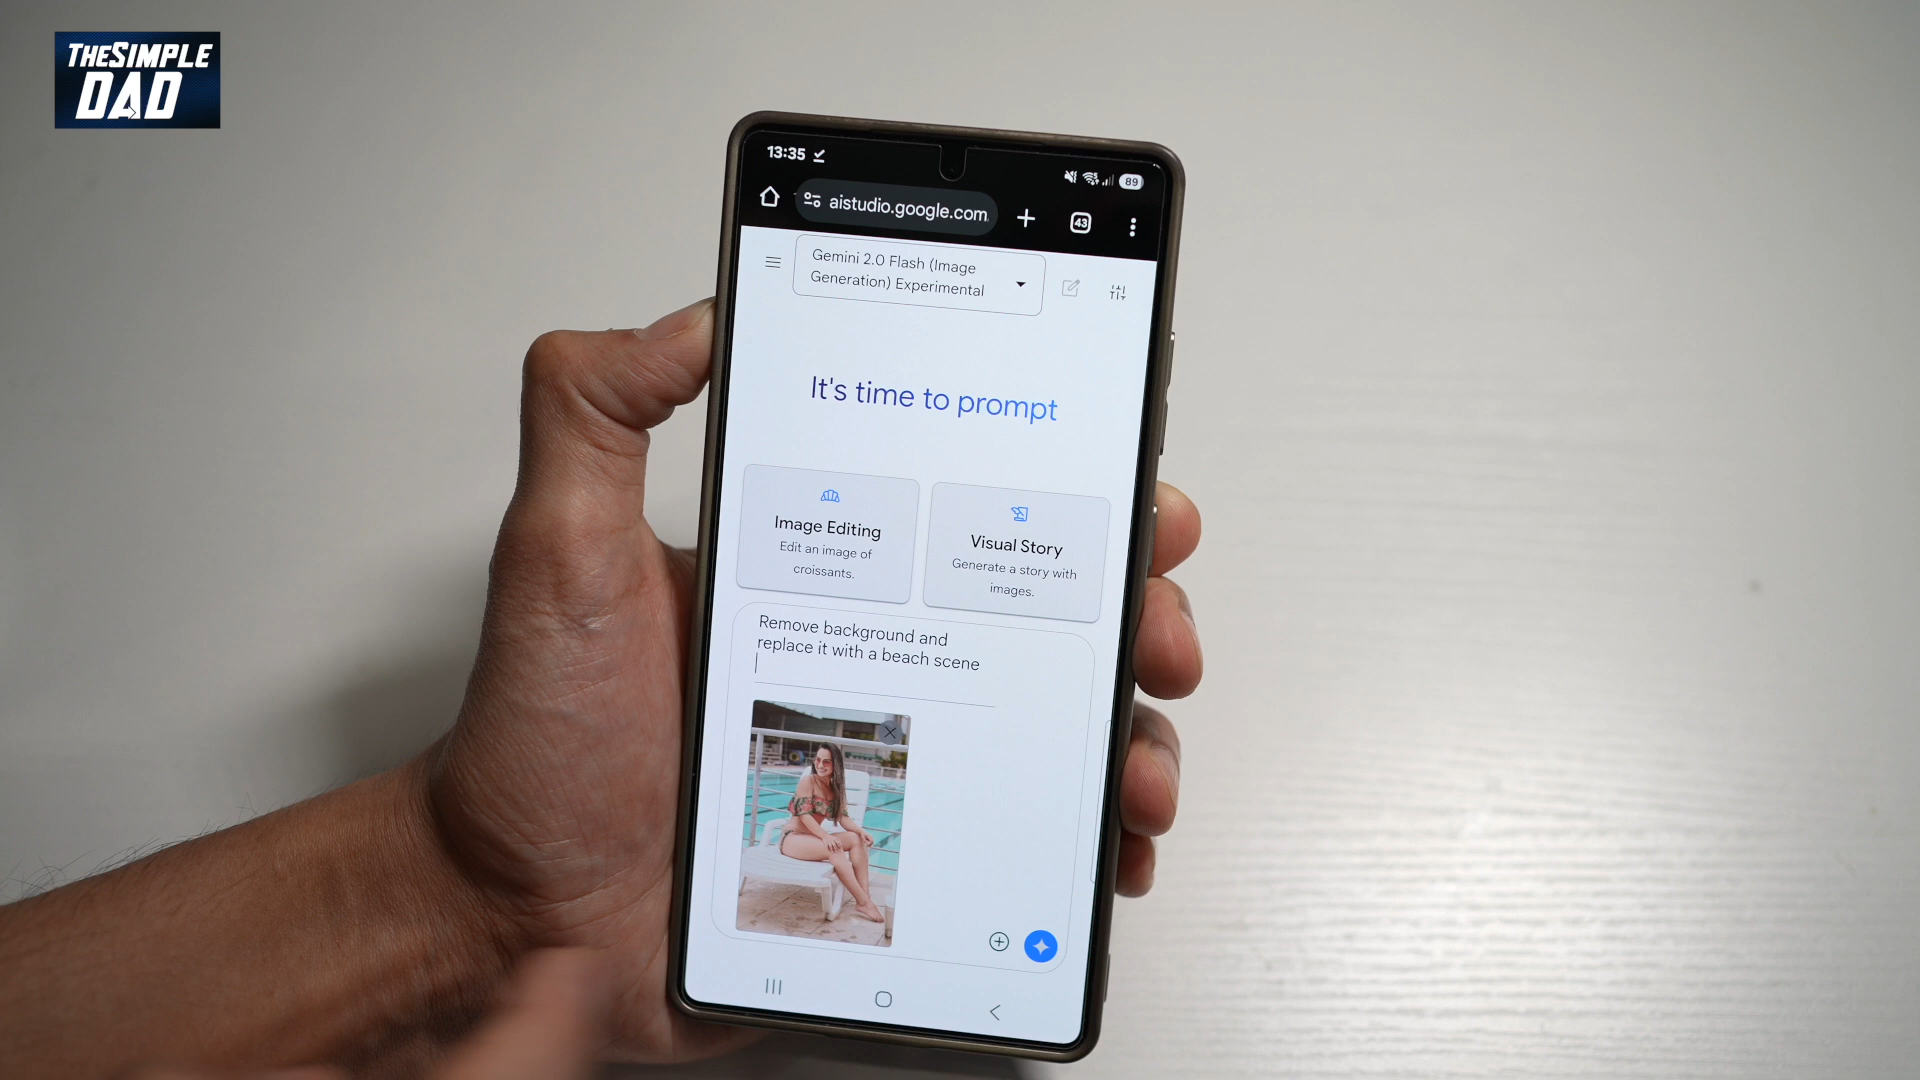 THESIMPLE
DAD
13:35
89
aistudio.google.com
43
Gemini 2.0 Flash (Image
Generation) Experimental
It's time to prompt
Image Editing
Edit an image of
croissants.
Visual Story
Generate a story with
images.
Remove background and
replace it with a beach scene